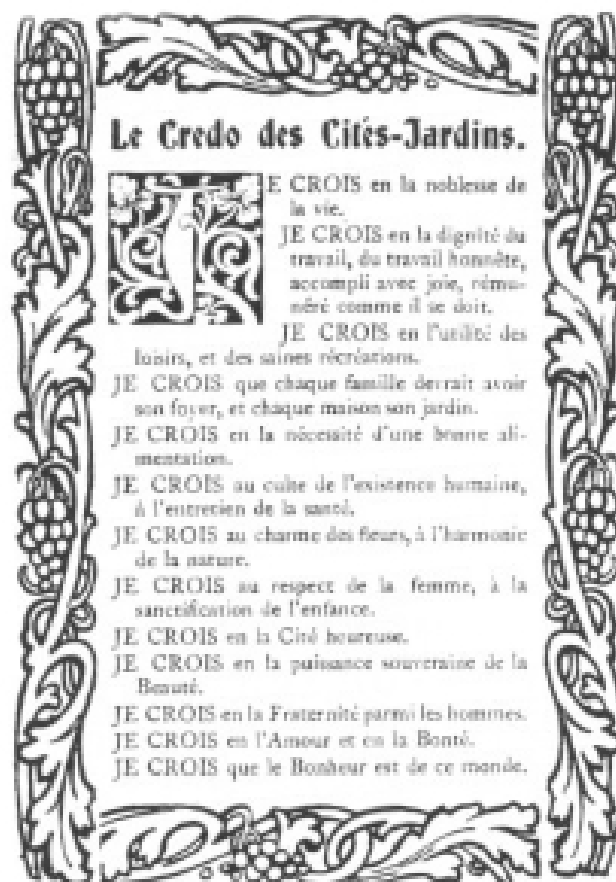 Le Credo des Cités-Jardins.
JE CROIS en la noblesse de
la vie.
JE CROIS en la dignité du
travail, du travail honnête,
accompli avec joie, rému-
néré comme il se doit.
JE CROIS en l'utilité des
loisirs, et des saines récréations.
JE CROIS que chaque famille devrait avoir
son foyer, et chaque maison son jardin.
JE CROIS en la nécessité d'une bonne ali-
mentation.
JE CROIS au culte de l'existence humaine,
à l'entretien de la santé.
JE CROIS au charme des fleurs, à l'harmonie
de la nature.
JE CROIS au respect de la femme, à la
sanctification de l'enfance.
JE CROIS en la Cité heureuse.
JE CROIS en la puissance souveraine de la
Beauté.
JE CROIS en la Fraternité parmi les hommes.
JE CROIS en l'Amour et en la Bonté.
JE CROIS que le Bonheur est de ce monde.